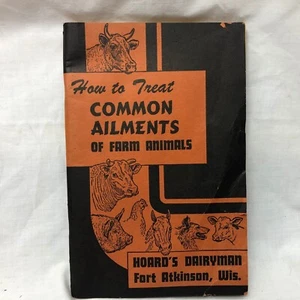 How to Treat
COMMON
AILMENTS
OF FARM ANIMALS
HOARD'S DAIRYMAN
Fort Atkinson, Wis.